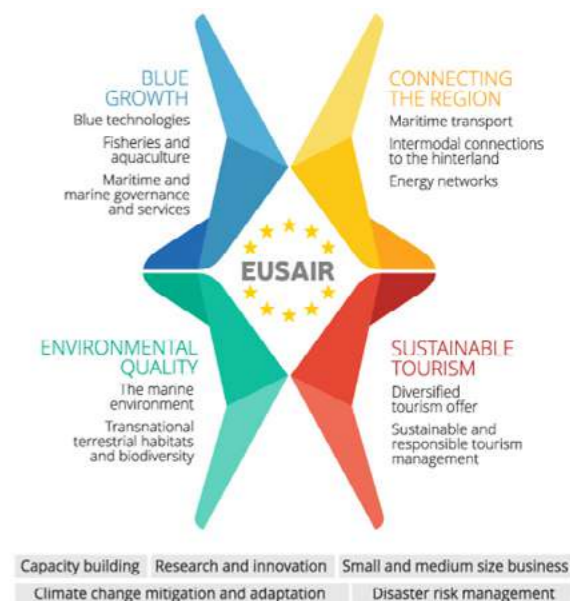 BLUE
GROWTH
Blue technologies
Fisheries and
aquaculture
Maritime and
marine governance
and services
CONNECTING
THE REGION
Maritime transport
Intermodal connections
to the hinterland
Energy networks
EUSAIR
ENVIRONMENTAL
QUALITY
The marine
environment
Transnational
terrestrial habitats
and biodiversity
SUSTAINABLE
TOURISM
Diversified
tourism offer
Sustainable and
responsible tourism
management
Capacity building
Research and innovation
Small and medium size business
Climate change mitigation and adaptation
Disaster risk management